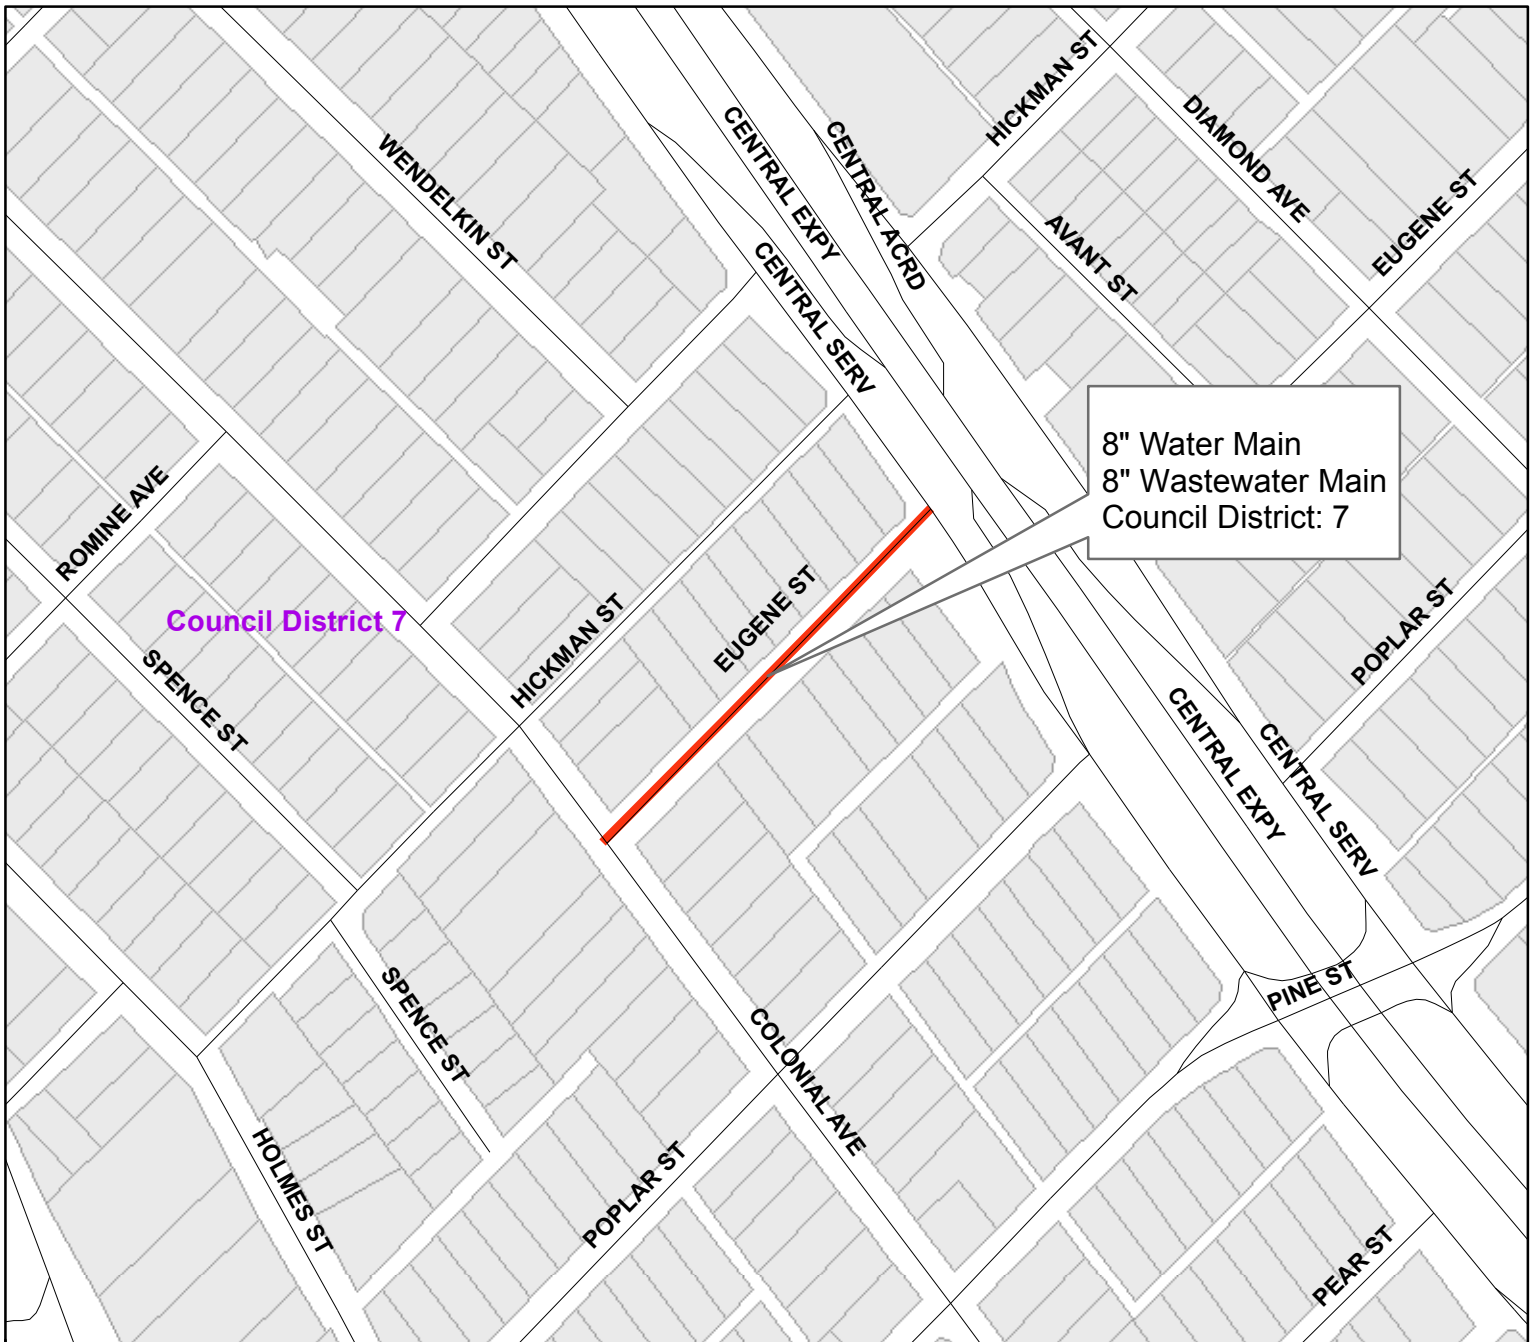 HICKMAN ST
DIAMOND AVE
WENDELKIN ST
CENTRAL EXPY
CENTRAL ACRD
EUGENE ST
AVANT ST
CENTRAL SERV
8" Water Main
8" Wastewater Main
Council District: 7
ROMINE AVE
EUGENE ST
HICKMAN ST
Council District 7
POPLAR ST
SPENCE ST
CENTRAL EXPY
CENTRAL SERV
SPENCE ST
PINE ST
COLONIAL AVE
HOLMES ST
POPLAR ST
PEAR ST